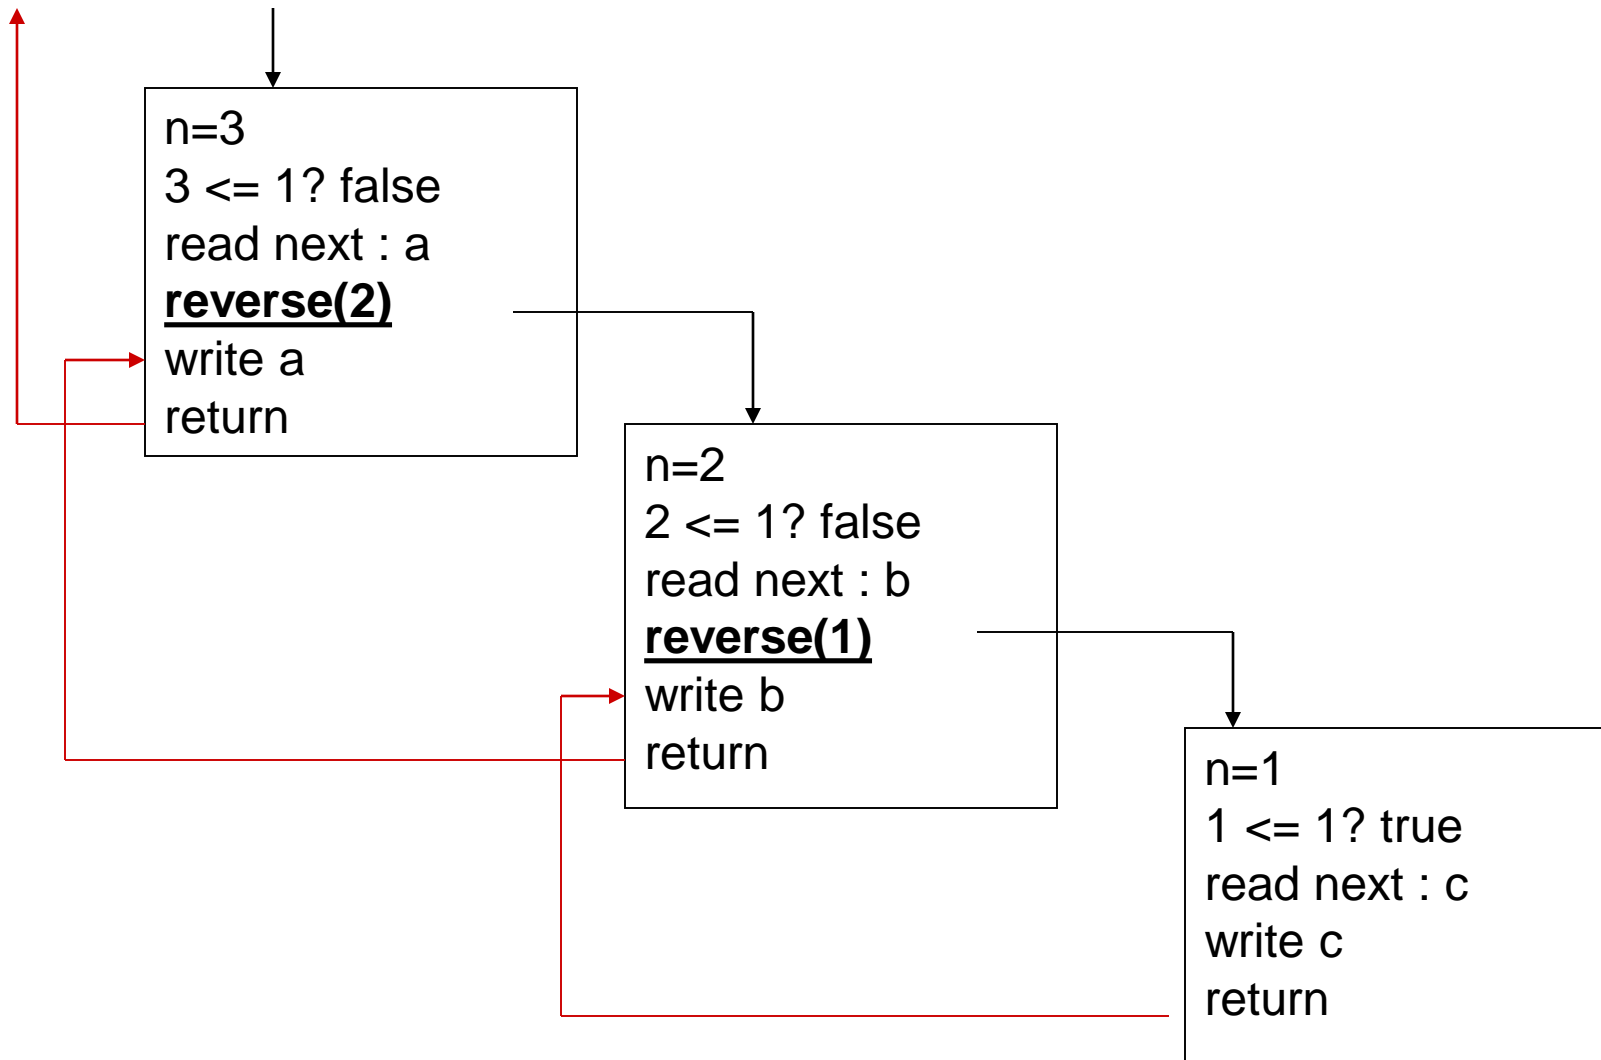 n=3
3 <= 1? false
read next : a
reverse(2)
write a
return
n=2
2 <= 1? false
read next : b
reverse(1)
write b
return
n=1
1 <= 1? true
read next : c
write c
return